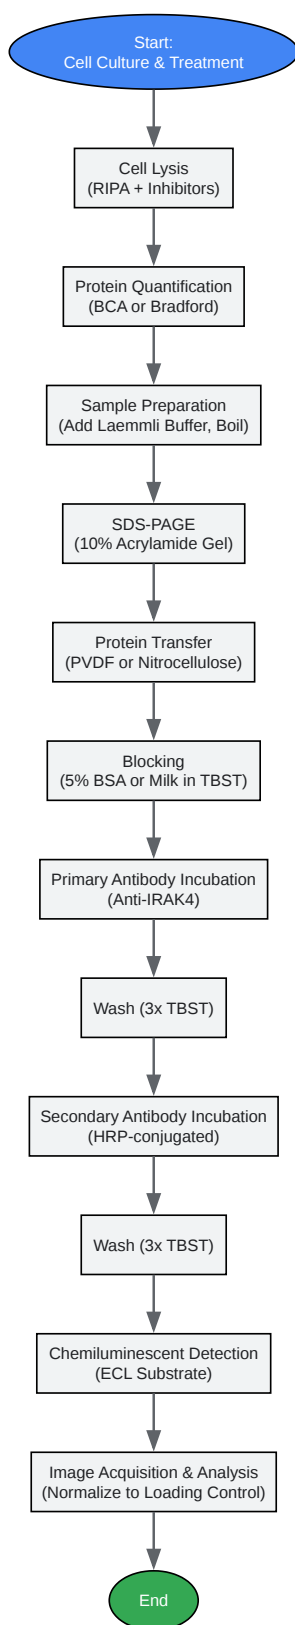 Start:
Cell Culture & Treatment
Cell Lysis
(RIPA + Inhibitors)
Protein Quantification
(BCA or Bradford)
Sample Preparation
(Add Laemmli Buffer, Boil)
SDS-PAGE
(10% Acrylamide Gel)
Protein Transfer
(PVDF or Nitrocellulose)
Blocking
(5% BSA or Milk in TBST)
Primary Antibody Incubation
(Anti-IRAK4)
Wash (3x TBST)
Secondary Antibody Incubation
(HRP-conjugated)
Wash (3x TBST)
Chemiluminescent Detection
(ECL Substrate)
Image Acquisition & Analysis
(Normalize to Loading Control)
End